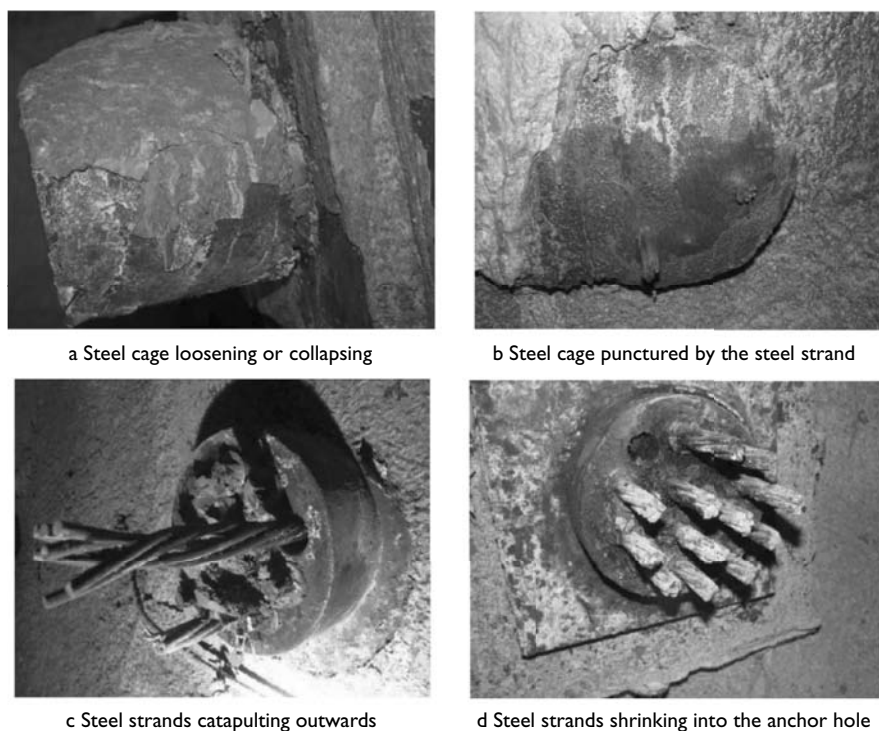 a Steel cage loosening or collapsing
b Steel cage punctured by the steel strand
c Steel strands catapulting outwards
d Steel strands shrinking into the anchor hole